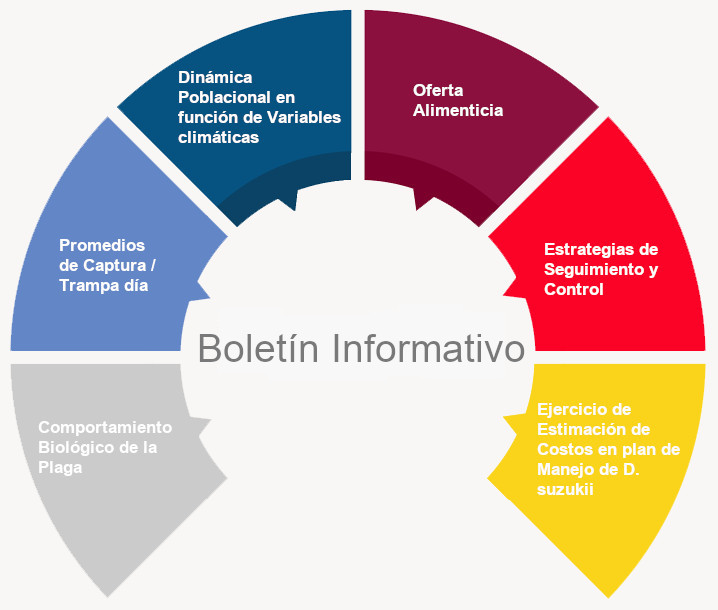 Dinámica
Poblacional en
función de Variables
climáticas
Oferta
Alimenticia
Promedios
de Captura /
Trampa día
Estrategias de
Seguimiento y
Control
Boletín Informativo
Comportamiento
Biológico de la
Plaga
Ejercicio de
Estimación de
Costos en plan de
Manejo de D.
suzukii